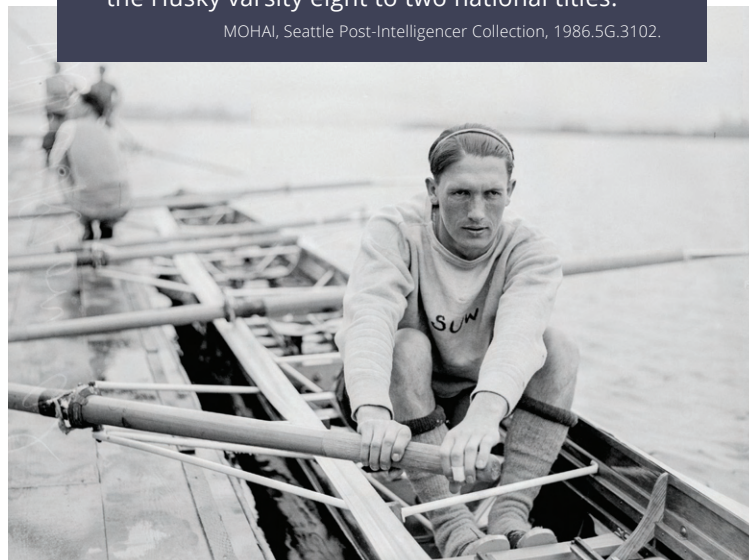 the Husky varsity eight to two national titles.
MOHAI, Seattle Post-Intelligencer Collection, 1986.5G.3102.
SUW